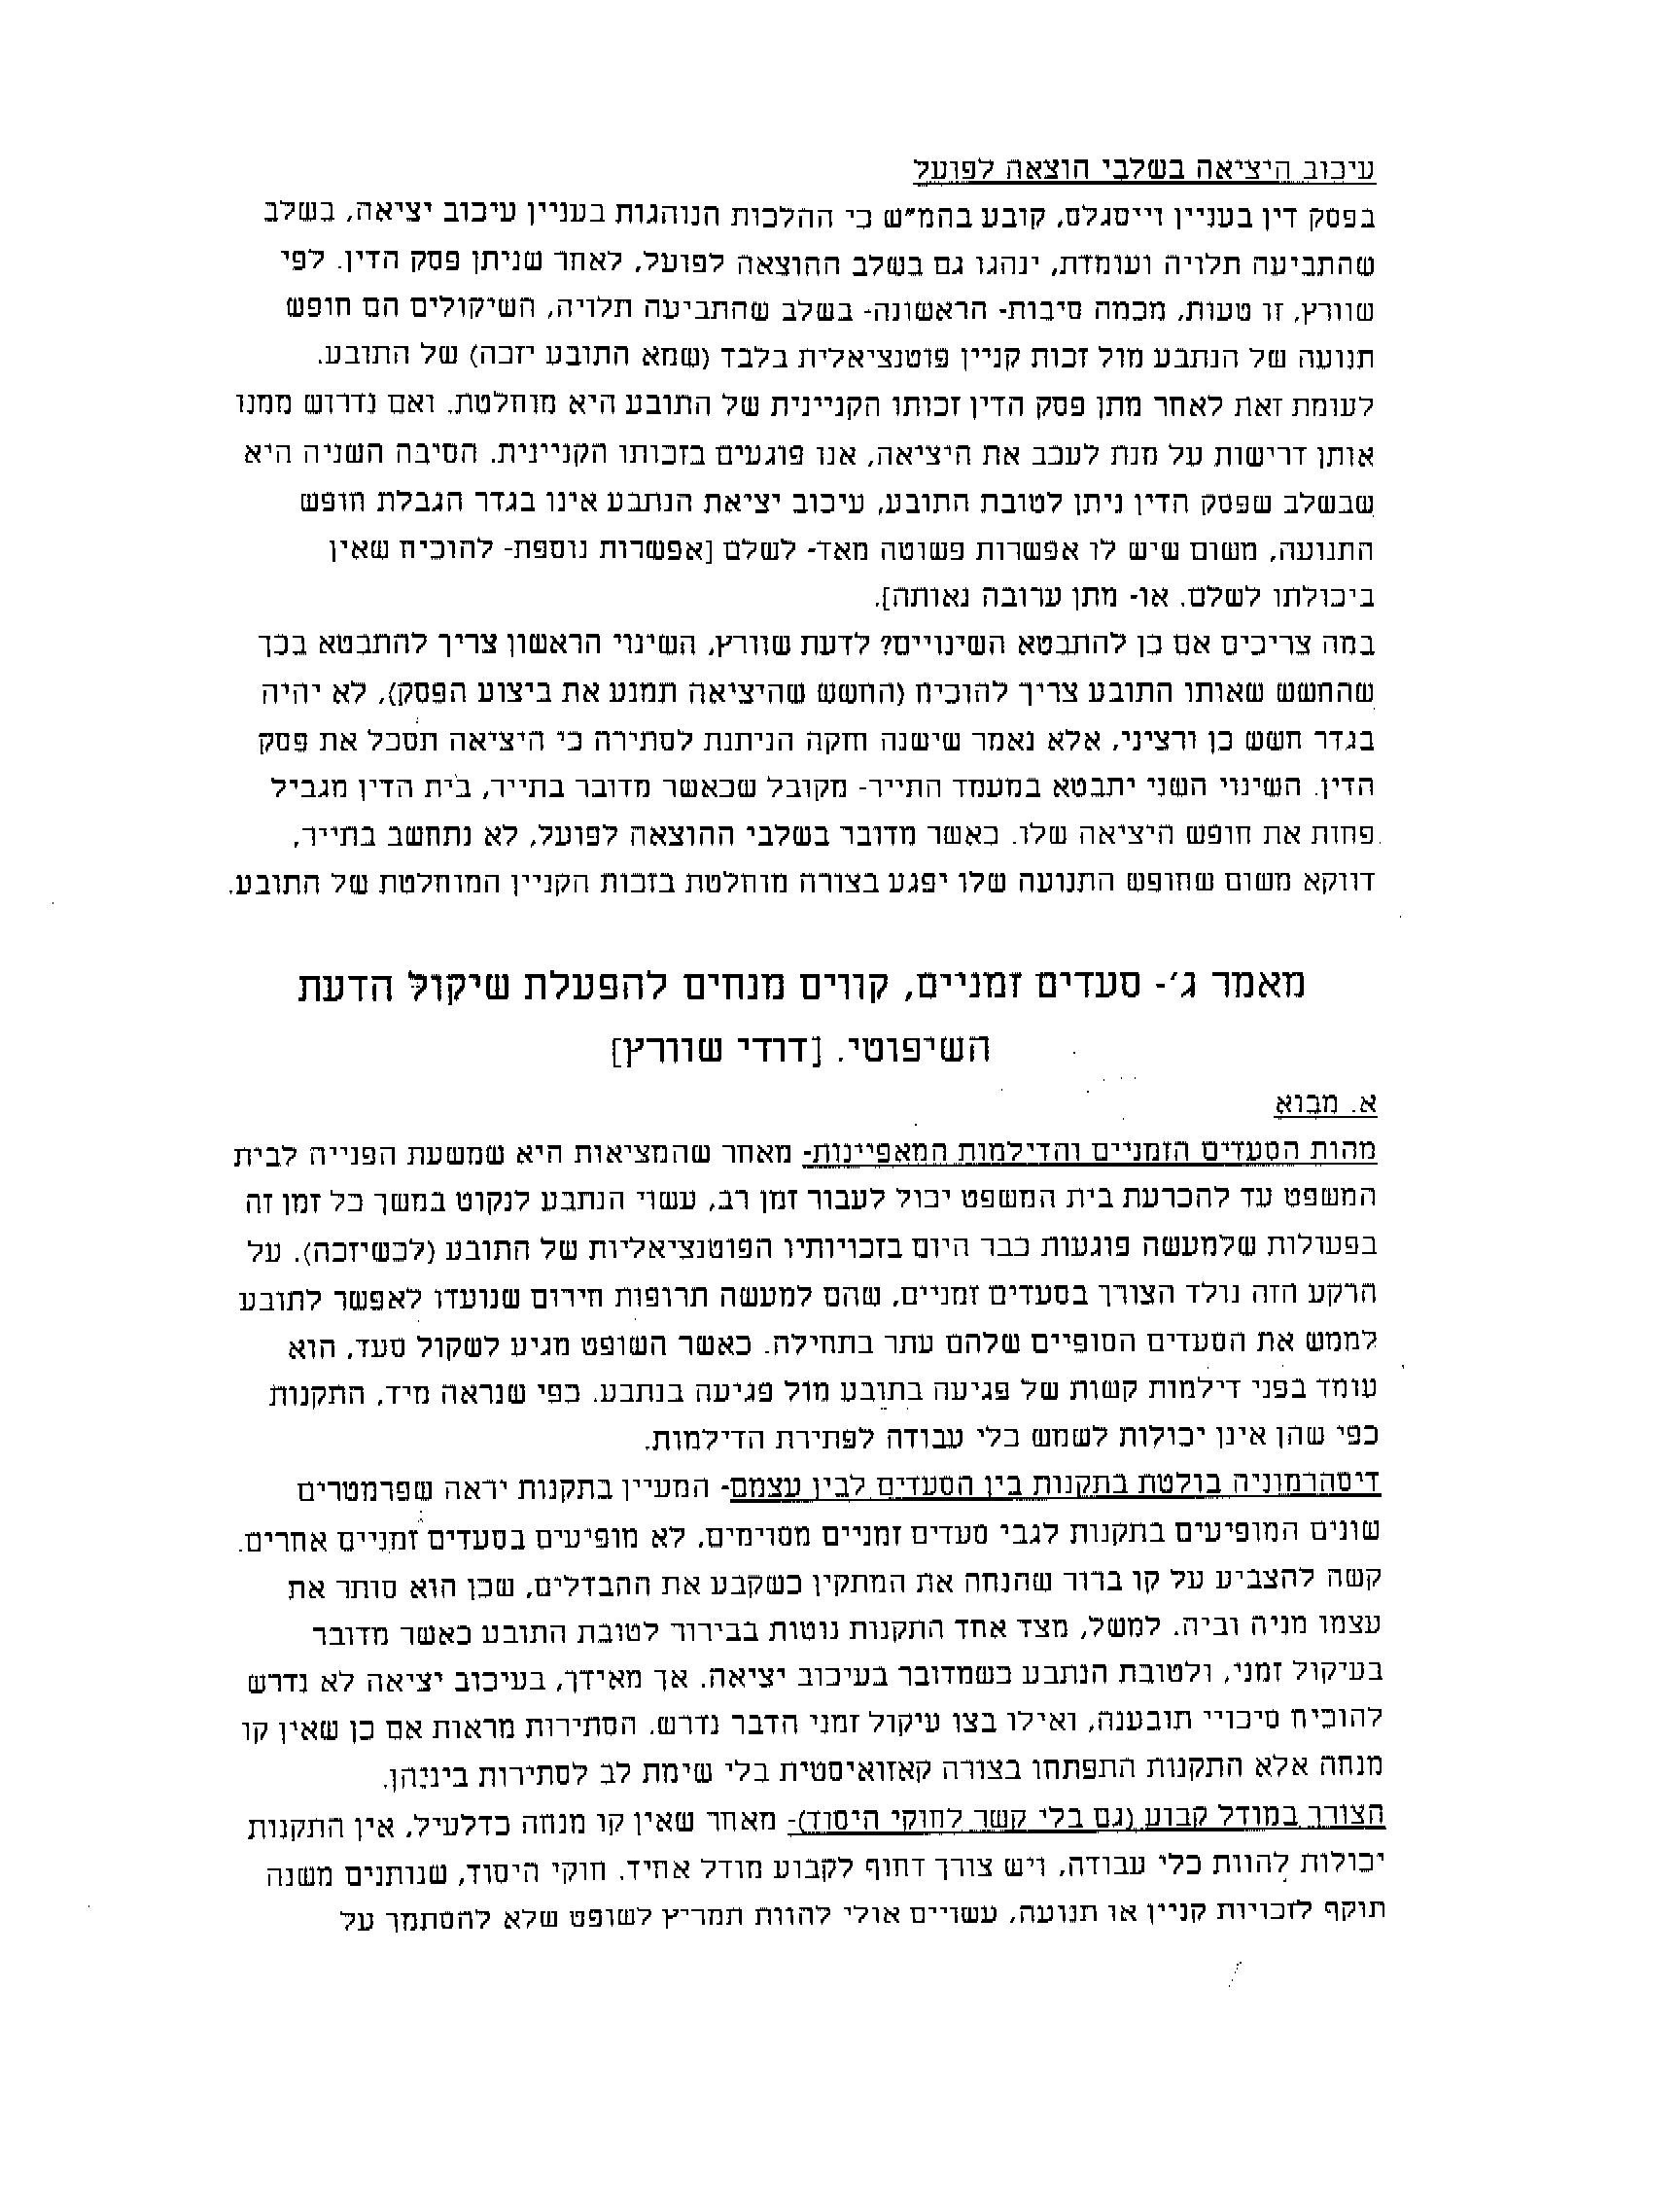 עיכוב היציאה בשלבי הוצאה לפועל
בפסק דין בעניין וייסגלס, קובע בהמ"ש כי ההלכות הנוהגות בעניין עיכוב יציאה, בשלב
שהתביעה תלויה ועומדת, ינהגו גם בשלב ההוצאה לפועל, לאחר שניתן פסק הדין. לפי
שוורץ, זו טעות, מכמה סיבות- הראשונה- בשלב שהתביעה תלויה, השיקולים הם חופש
תנועה של הנתבע מול זכות קניין פוטנציאלית בלבד (שמא התובע יזכה) של התובע.
לעומת זאת לאחר מתן פסק הדין זכותו הקניינית של התובע היא מוחלטת. ואם נדרוש ממנו
אותן דרישות על מנת לעכב את היציאה, אנו פוגעים בזכותו הקניינית. הסיבה השניה היא
שבשלב שפסק הדין ניתן לטובת התובע, עיכוב יציאת הנתבע אינו בגדר הגבלת חופש
התנועה, משום שיש לו אפשרות פשוטה מאד- לשלם [אפשרות נוספת- להוכיח שאין
ביכולתו לשלם. או- מתן ערובה נאותה].
במה צריכים אם כן להתבטא השינויים? לדעת שוורץ, השינוי הראשון צריך להתבטא בכך
שהחשש שאותו התובע צריך להוכיח (החשש שהיציאה תמנע את ביצוע הפסק), לא יהיה
בגדר חשש כן ורציני, אלא נאמר שישנה חזקה הניתנת לסתירה כי היציאה תסכל את פסק
הדין. השינוי השני יתבטא במעמד התייר- מקובל שכאשר מדובר בתייר, בית הדין מגביל
פחות את חופש היציאה שלו. כאשר מדובר בשלבי ההוצאה לפועל, לא נתחשב בתייר,
דווקא משום שחופש התנועה שלו יפגע בצורה מוחלטת בזכות הקניין המוחלטת של התובע.
מאמר ג'- סעדים זמניים, קווים מנחים להפעלת שיקול הדעת
השיפוטי. [דודי שוורץ]
א. מבוא
מהות הסעדים הזמניים והדילמות המאפיינות- מאחר שהמציאות היא שמשעת הפנייה לבית
המשפט עד להכרעת בית המשפט יכול לעבור זמן רב, עשוי הנתבע לנקוט במשך כל זמן זה
בפעולות שלמעשה פוגעות כבר היום בזכויותיו הפוטנציאליות של התובע (לכשיזכה). על
הרקע הזה נולד הצורך בסעדים זמניים, שהם למעשה תרופות חירום שנועדו לאפשר לתובע
לממש את הסעדים הסופיים שלהם עתר בתחילה. כאשר השופט מגיע לשקול סעד, הוא
עומד בפני דילמות קשות של פגיעה בתובע מול פגיעה בנתבע. כפי שנראה מיד, התקנות
כפי שהן אינן יכולות לשמש כלי עבודה לפתירת הדילמות.
דיסהרמוניה בולטת בתקנות בין הסעדים לבין עצמם- המעיין בתקנות יראה שפרמטרים
שונים המופיעים בתקנות לגבי סעדים זמניים מסוימים, לא מופיעים בסעדים זמניים אחרים.
קשה להצביע על קו ברור שהנחה את המתקין כשקבע את ההבדלים, שכן הוא סותר את
עצמו מניה וביה. למשל, מצד אחד התקנות נוטות בבירור לטובת התובע כאשר מדובר
בעיקול זמני, ולטובת הנתבע כשמדובר בעיכוב יציאה. אך מאידך, בעיכוב יציאה לא נדרש
להוכיח סיכויי תובענה, ואילו בצו עיקול זמני הדבר נדרש. הסתירות מראות אם כן שאין קו
מנחה אלא התקנות התפתחו בצורה קאזואיסטית בלי שימת לב לסתירות ביניהן.
הצורך במודל קבוע (גם בלי קשר לחוקי היסוד)- מאחר שאין קו מנחה כדלעיל, אין התקנות
יכולות להוות כלי עבודה, ויש צורך דחוף לקבוע מודל אחיד. חוקי היסוד, שנותנים משנה
תוקף לזכויות קניין או תנועה, עשויים אולי להוות תמריץ לשופט שלא להסתמך על